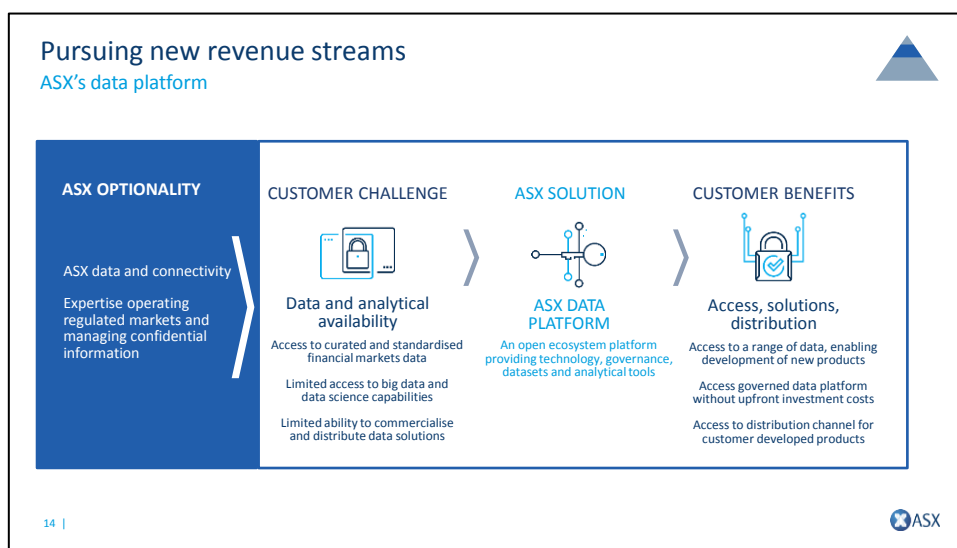 Pursuing new revenue streams
ASX's data platform
ASX OPTIONALITY
ASX data and connectivity
Expertise operating
regulated markets and
managing confidential
information
CUSTOMER CHALLENGE
Data and analytical
availability
Access to curated and standardised
financial markets data
Limited access to big data and
data science capabilities
Limited ability to commercialise
and distribute data solutions
ASX SOLUTION
ASX DATA
PLATFORM
An open ecosystem platform
providing technology, governance,
datasets and analytical tools
CUSTOMER BENEFITS
Access, solutions,
distribution
Access to a range of data, enabling
development of new products
Access governed data platform
without upfront investment costs
Access to distribution channel for
customer developed products
14 |
ASX